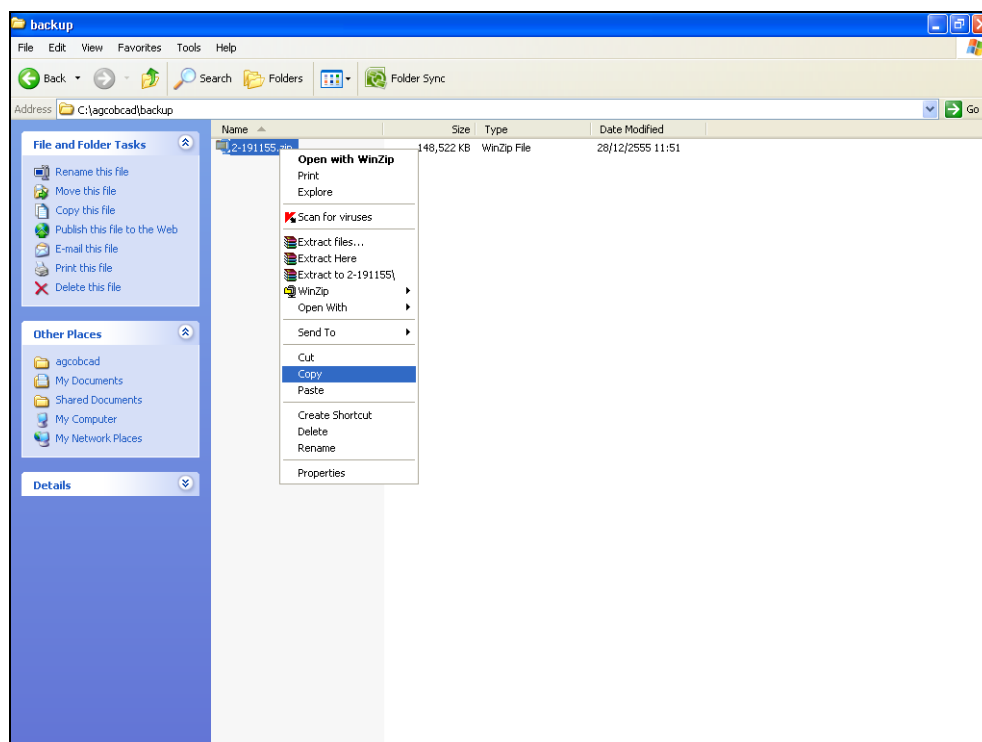 backup
File Edit View Favorites Tools Help
Back Search Folders Folder Sync
Address C:\agcobcad\backup Go
Name Size Type Date Modified
2-191155.zip 148,522 KB WinZip File 28/12/2555 11:51
File and Folder Tasks
Rename this file
Move this file
Copy this file
Publish this file to the Web
E-mail this file
Print this file
Delete this file
Other Places
agcobcad
My Documents
Shared Documents
My Computer
My Network Places
Details
Open with WinZip
Print
Explore
Scan for viruses
Extract files...
Extract Here
Extract to 2-191155\
WinZip
Open With
Send To
Cut
Copy
Paste
Create Shortcut
Delete
Rename
Properties